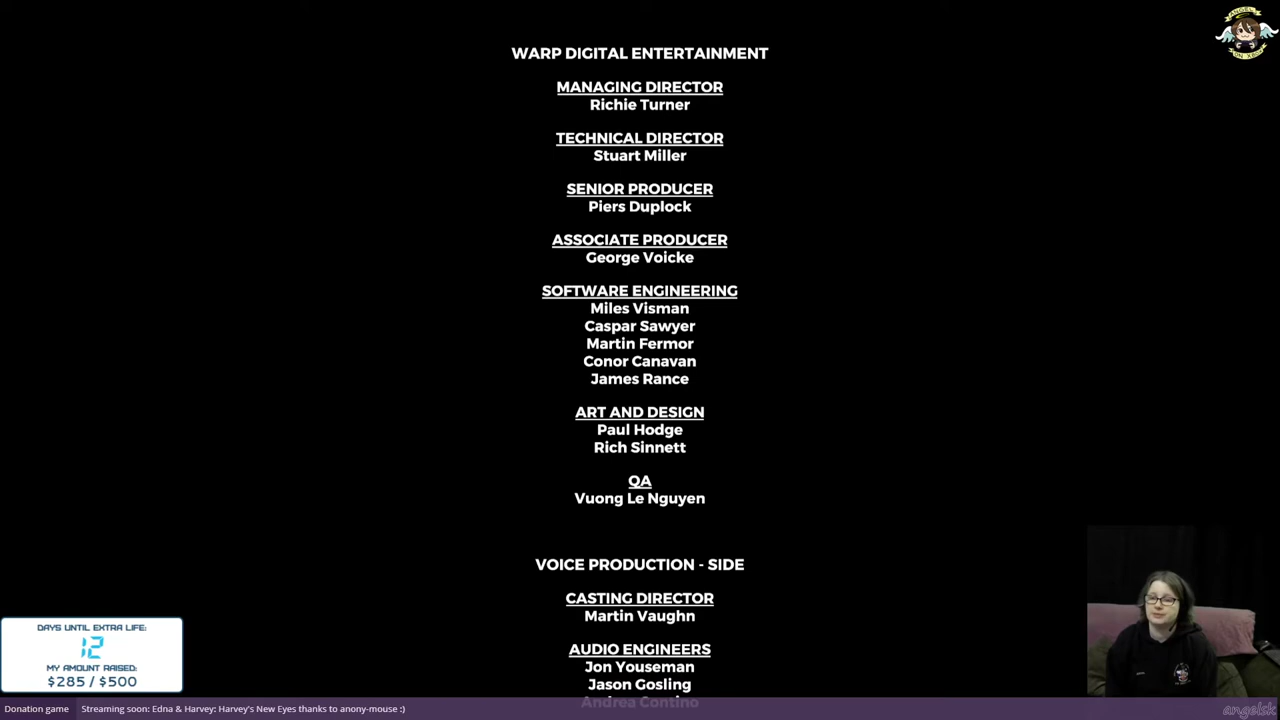 WARP DIGITAL ENTERTAINMENT
MANAGING DIRECTOR
Richie Turner
TECHNICAL DIRECTOR
Stuart Miller
SENIOR PRODUCER
Piers Duplock
ASSOCIATE PRODUCER
George Voicke
SOFTWARE ENGINEERING
Miles Visman
Caspar Sawyer
Martin Fermor
Conor Canavan
James Rance
ART AND DESIGN
Paul Hodge
Rich Sinnett
QA
Vuong Le Nguyen
VOICE PRODUCTION - SIDE
CASTING DIRECTOR
Martin Vaughn
AUDIO ENGINEERS
Jon Youseman
Jason Gosling
Andrea Contino
ANGEL
DAYS UNTIL EXTRA LIFE:
12
MY AMOUNT RAISED:
$285 / $500
Donation game
Streaming soon: Edna & Harvey: Harvey's New Eyes thanks to anony-mouse :)
angelsk